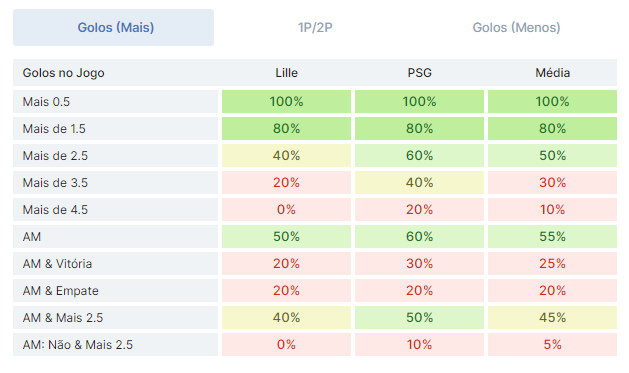 Golos (Mais) 1P/2P Golos (Menos)
Golos no Jogo Lille PSG Média
Mais 0.5 100% 100% 100%
Mais de 1.5 80% 80% 80%
Mais de 2.5 40% 60% 50%
Mais de 3.5 20% 40% 30%
Mais de 4.5 0% 20% 10%
AM 50% 60% 55%
AM & Vitória 20% 30% 25%
AM & Empate 20% 20% 20%
AM & Mais 2.5 40% 50% 45%
AM: Não & Mais 2.5 0% 10% 5%